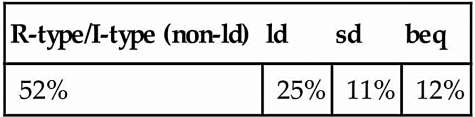 R-type/I-type (non-ld) ld sd beq
52% 25% 11% 12%